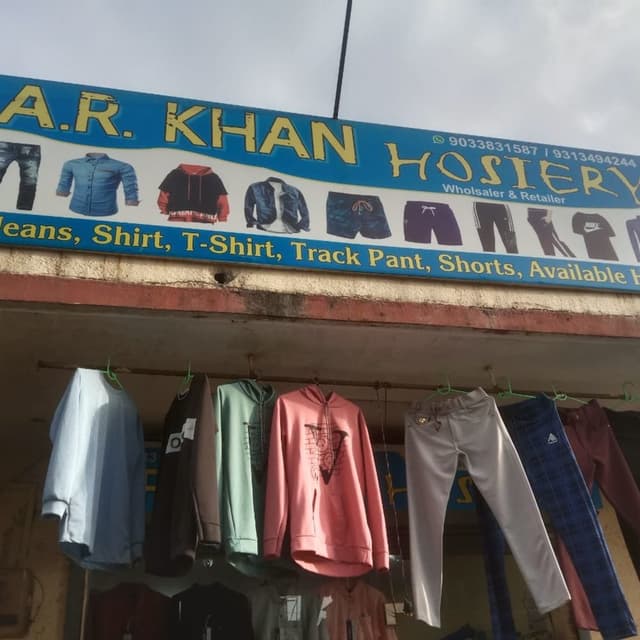 A.R. KHAN HOSIERY
9033831587 / 9313494244
Wholsaler & Retailer
Jeans, Shirt, T-Shirt, Track Pant, Shorts, Available